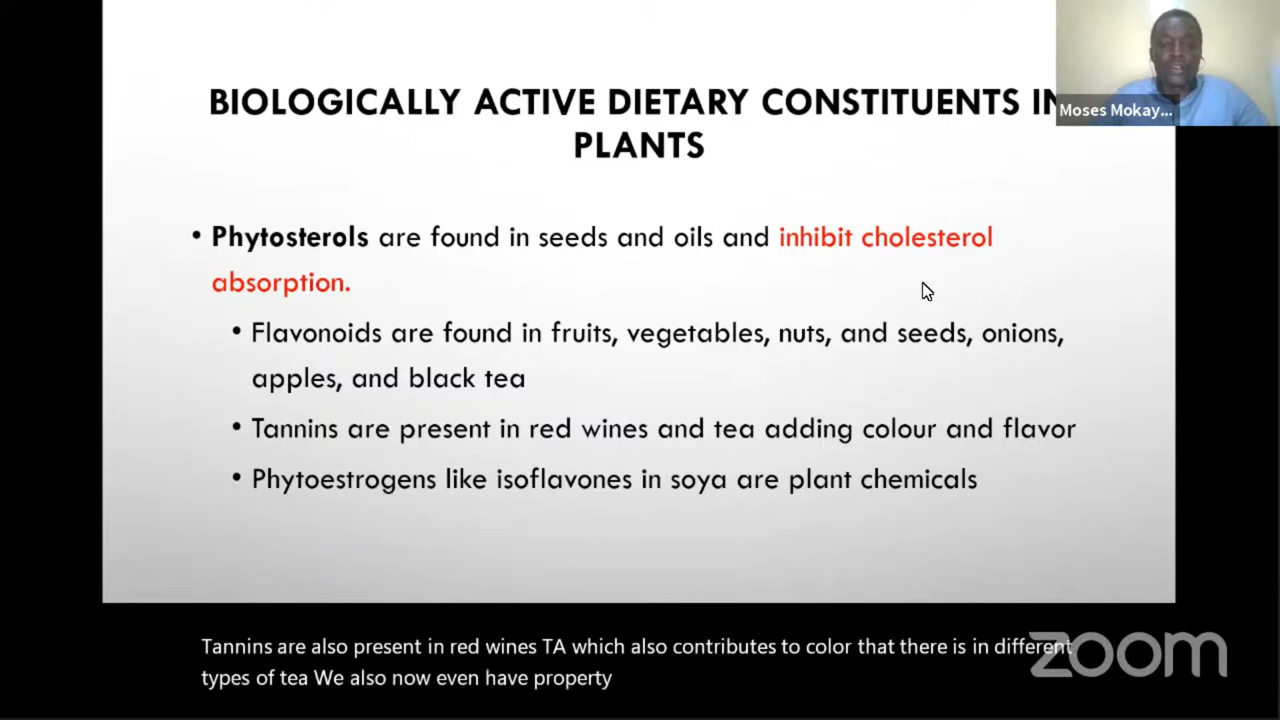 BIOLOGICALLY ACTIVE DIETARY CONSTITUENTS IN
PLANTS
Moses Mokay...
• Phytosterols are found in seeds and oils and inhibit cholesterol
absorption.
• Flavonoids are found in fruits, vegetables, nuts, and seeds, onions,
apples, and black tea
• Tannins are present in red wines and tea adding colour and flavor
• Phytoestrogens like isoflavones in soya are plant chemicals
Tannins are also present in red wines TA which also contributes to color that there is in different
types of tea We also now even have property
zoom